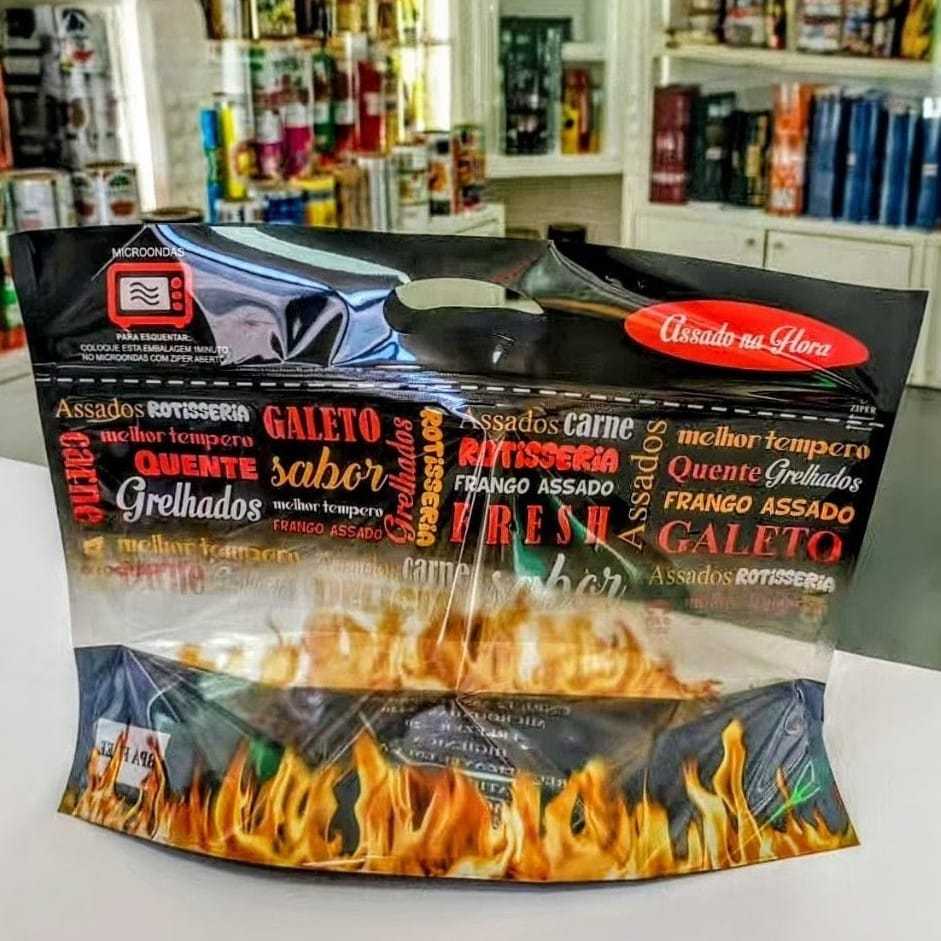 MICROONDAS
PARA ESQUENTAR:
COLOQUE ESTA EMBALAGEM 1MINUTO
NO MICROONDAS COM ZIPER ABERTO
Assado na Hora
ZIPER
Assados ROTISSERIA
melhor tempero
carne
QUENTE
Grelhados
GALETO
sabor
melhor tempero
FRANGO ASSADO
Grelhados
ROTISSERIA
Assados carne
ROTISSERIA
FRANGO ASSADO
FRESH
Assados
melhor tempero
Quente Grelhados
FRANGO ASSADO
GALETO
melhor tempero
carne
carne
sabor
Assados ROTISSERIA